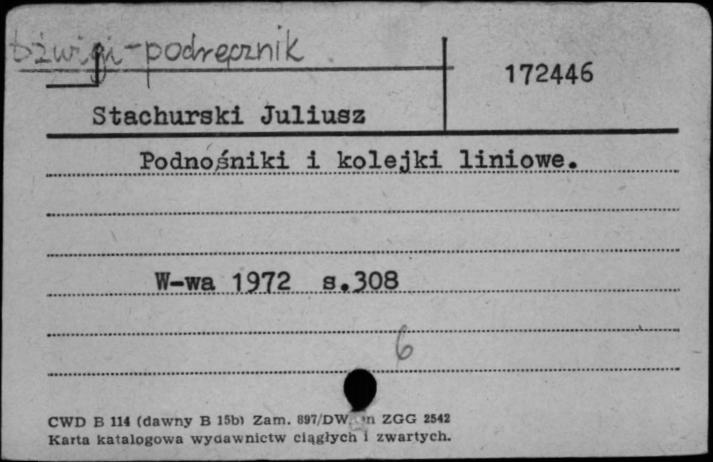 Dźwigi - podręcznik
172446
Stachurski Juliusz
Podnośniki i kolejki liniowe.
W-wa 1972 s.308
6
CWD B 114 (dawny B 15b) Zam. 897/DW ZGG 2542
Karta katalogowa wydawnictw ciągłych i zwartych.